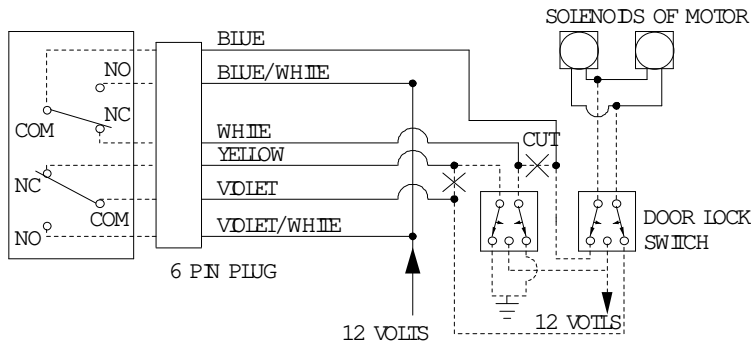 SOLENOIDS OF MOTOR
BLUE
NO
BLUE/WHITE
COM
NC
WHITE
CUT
YELLOW
NC
VIOLET
COM
DOOR LOCK
SWITCH
NO
VIOLET/WHITE
6 PIN PLUG
12 VOLTS
12 VOTLS